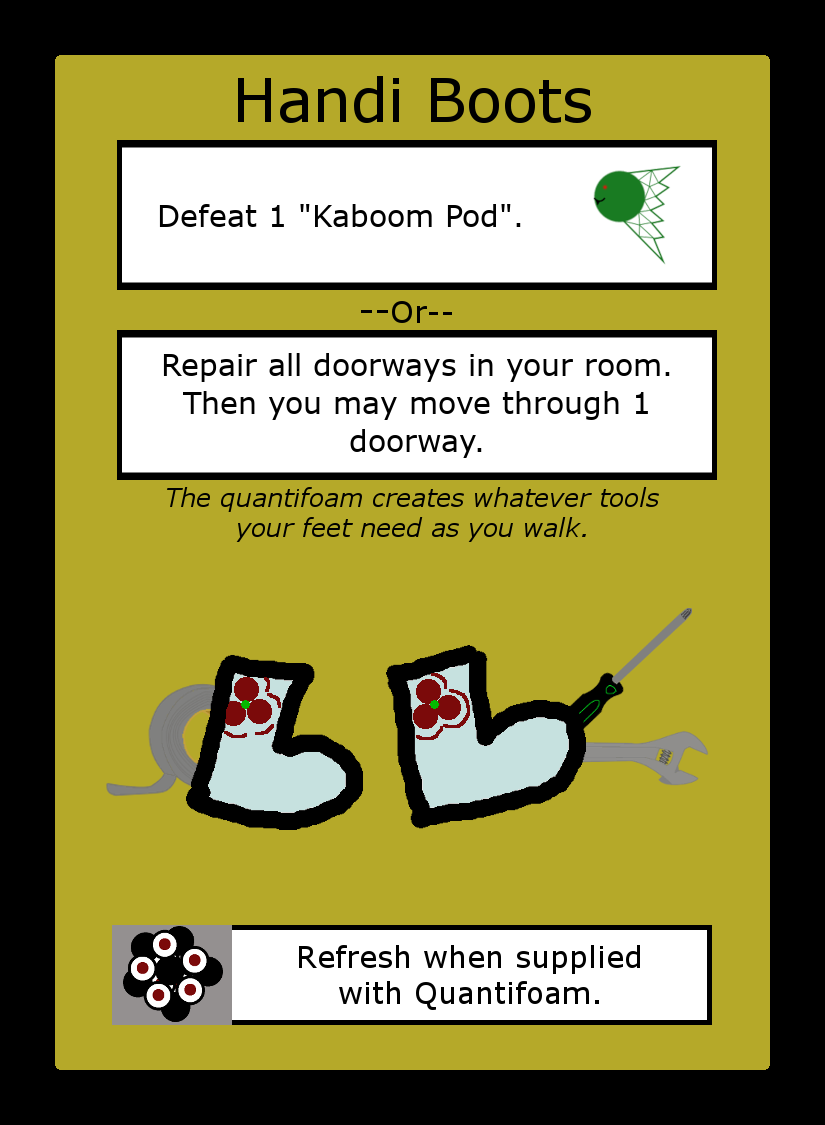 Handi Boots
Defeat 1 "Kaboom Pod".
--Or--
Repair all doorways in your room.
Then you may move through 1
doorway.
The quantifoam creates whatever tools
your feet need as you walk.
Refresh when supplied
with Quantifoam.